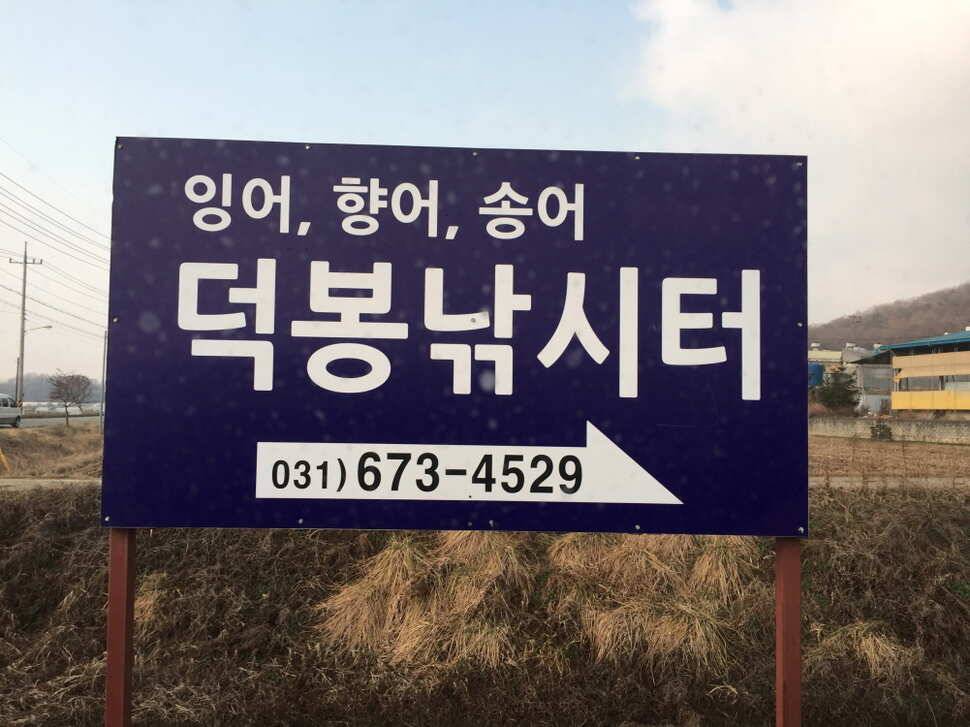 잉어, 향어, 송어
덕봉낚시터
031) 673-4529